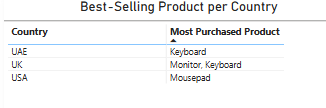 Best-Selling Product per Country
Country Most Purchased Product
UAE Keyboard
UK Monitor, Keyboard
USA Mousepad